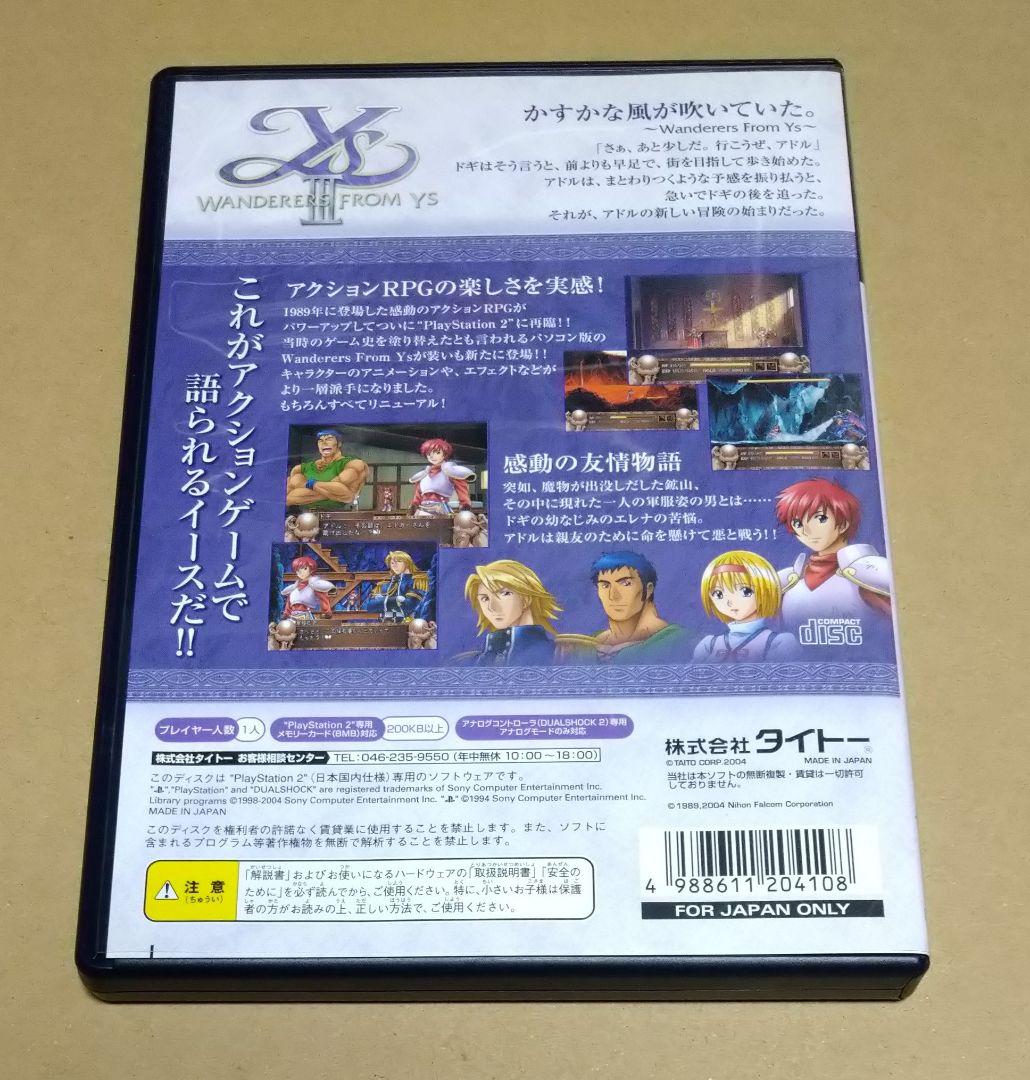 Ys
III
WANDERERS FROM YS
かすかな風が吹いていた。
～Wanderers From Ys～
「さぁ、あと少しだ。行こうぜ、アドル」
ドギはそう言うと、前よりも早足で、街を目指して歩き始めた。
アドルは、まとわりつくような予感を振り払うと、
急いでドギの後を追った。
それが、アドルの新しい冒険の始まりだった。
これがアクションゲームで
語られるイースだ!!
アクションRPGの楽しさを実感!
1989年に登場した感動のアクションRPGが
パワーアップしてついに"PlayStation 2"に再臨!!
当時のゲーム史を塗り替えたとも言われるパソコン版の
Wanderers From Ysが装いも新たに登場!!
キャラクターのアニメーションや、エフェクトなどが
より一層派手になりました。
もちろんすべてリニューアル!
感動の友情物語
突如、魔物が出没しだした鉱山、
その中に現れた一人の軍服姿の男とは……
ドギの幼なじみのエレナの苦悩。
アドルは親友のために命を懸けて悪と戦う!!
ドギ
COMPACT
disc
プレイヤー人数 1人
"PlayStation 2"専用
メモリーカード(8MB)対応
200KB以上
アナログコントローラ(DUALSHOCK 2)専用
アナログモードのみ対応
株式会社タイトー お客様相談センター TEL:046-235-9550 (年中無休 10:00～18:00)
このディスクは "PlayStation 2" (日本国内仕様) 専用のソフトウェアです。
"PS","PlayStation" and "DUALSHOCK" are registered trademarks of Sony Computer Entertainment Inc.
Library programs ©1998-2004 Sony Computer Entertainment Inc. "PS" ©1994 Sony Computer Entertainment Inc.
MADE IN JAPAN
このディスクを権利者の許諾なく賃貸業に使用することを禁止します。また、ソフトに
含まれるプログラム等著作権物を無断で解析することを禁止します。
株式会社タイトー®
©TAITO CORP.2004 MADE IN JAPAN
当社は本ソフトの無断複製・賃貸は一切許可
しておりません。
©1989,2004 Nihon Falcom Corporation
注意
(ちゅうい)
「解説書」およびお使いになるハードウェアの「取扱説明書」「安全の
ために」を必ず読んでから、ご使用ください。特に、小さいお子様は保護
者の方がお読みの上、正しい方法で、ご使用ください。
4 988611 204108
FOR JAPAN ONLY